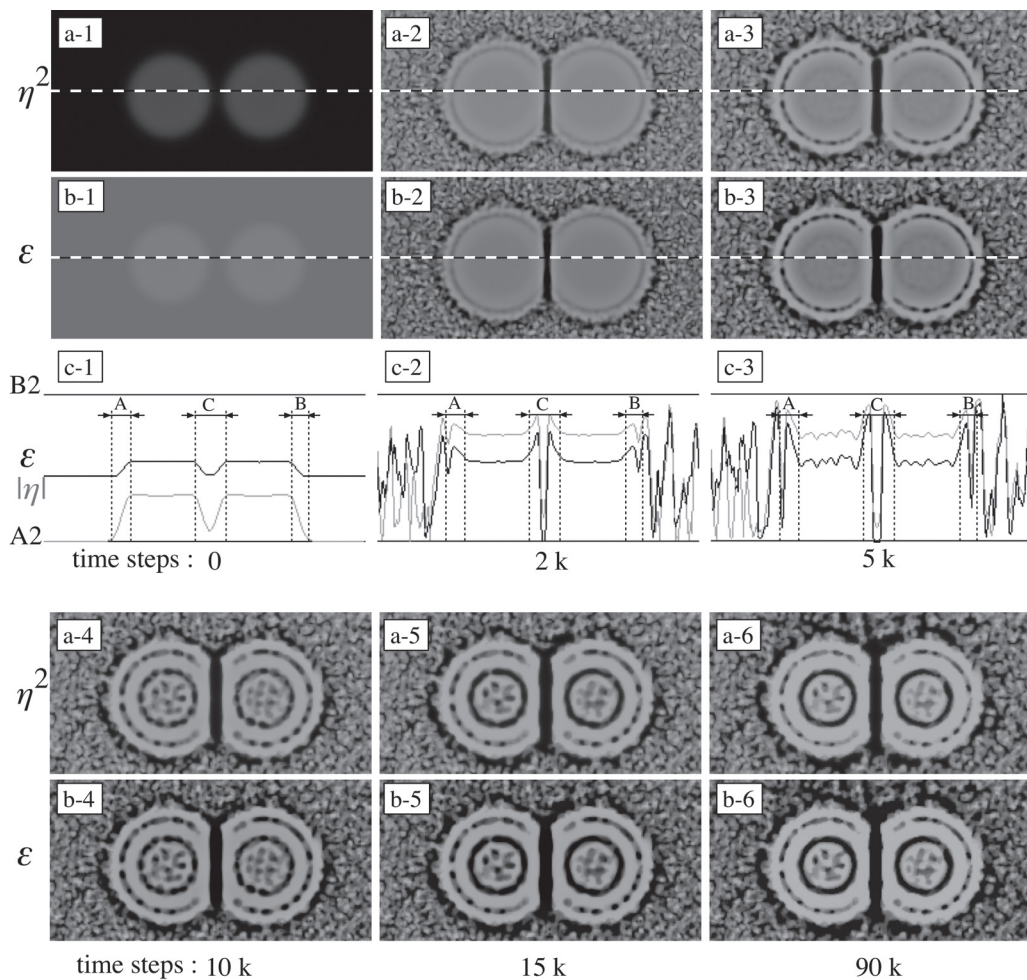 a-1 a-2 a-3
η²
b-1 b-2 b-3
ε
c-1 c-2 c-3
B2
A C B A C B A C B
ε
|η|
A2
time steps : 0 2 k 5 k
a-4 a-5 a-6
η²
b-4 b-5 b-6
ε
time steps : 10 k 15 k 90 k